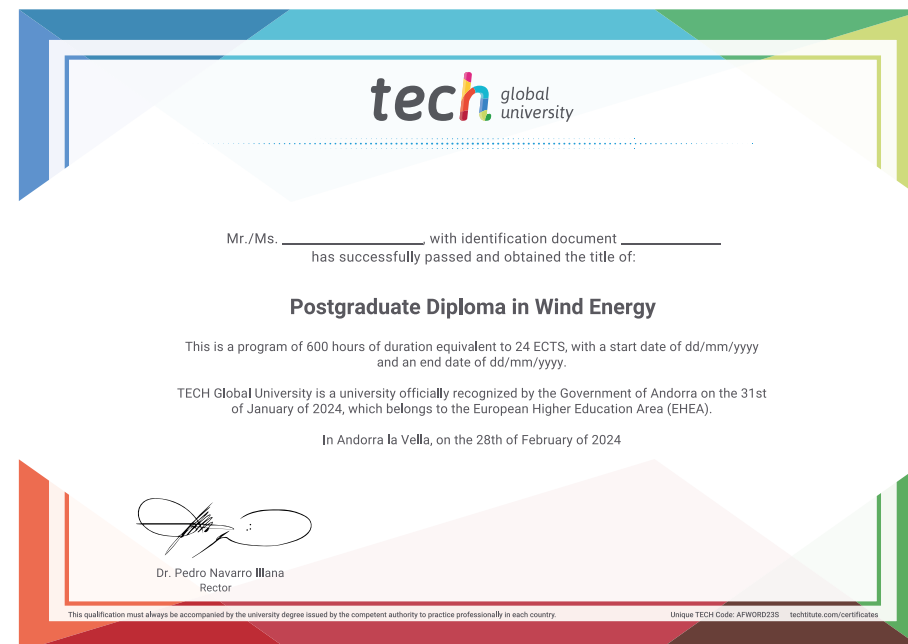 tech global university
Mr./Ms. ____________, with identification document ____________
has successfully passed and obtained the title of:
Postgraduate Diploma in Wind Energy
This is a program of 600 hours of duration equivalent to 24 ECTS, with a start date of dd/mm/yyyy
and an end date of dd/mm/yyyy.
TECH Global University is a university officially recognized by the Government of Andorra on the 31st
of January of 2024, which belongs to the European Higher Education Area (EHEA).
In Andorra la Vella, on the 28th of February of 2024
Dr. Pedro Navarro Illana
Rector
This qualification must always be accompanied by the university degree issued by the competent authority to practice professionally in each country.
Unique TECH Code: AFWORD23S techtitute.com/certificates